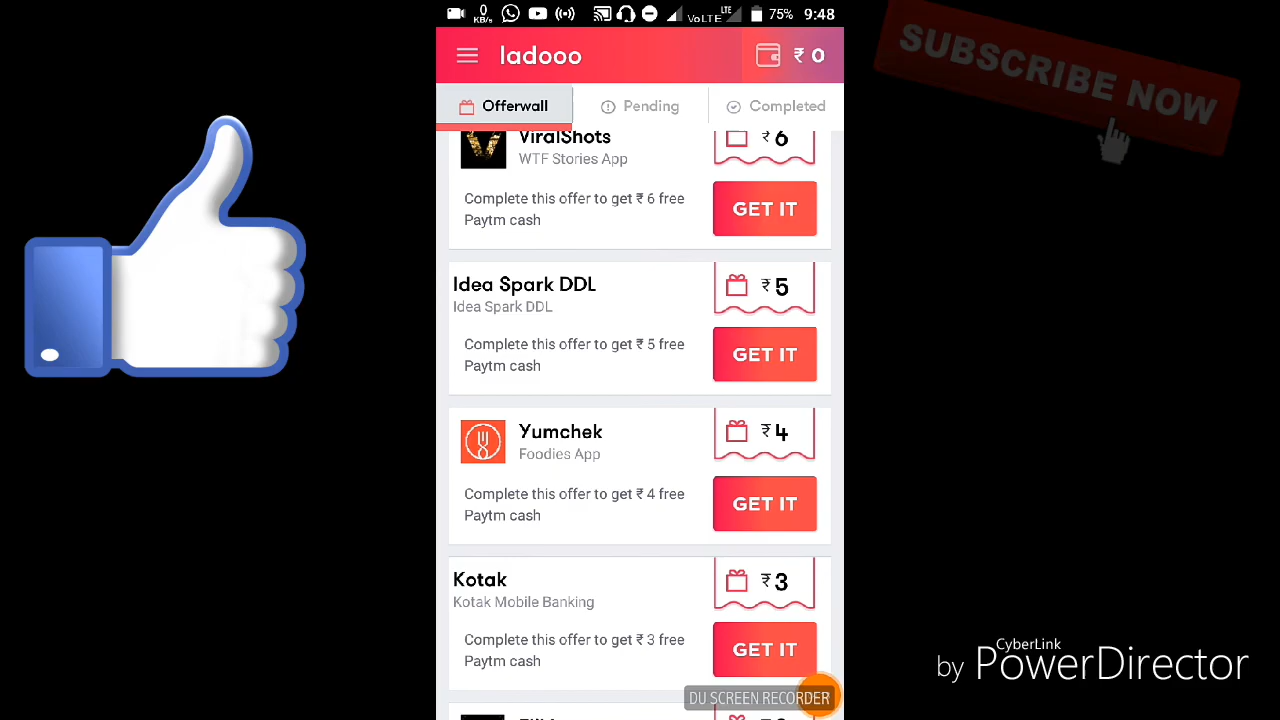 0
KB/s
VoLTE
LTE
75%
9:48
SUBSCRIBE NOW
ladooo
₹ 0
Offerwall
Pending
Completed
ViralShots
₹ 6
WTF Stories App
Complete this offer to get ₹ 6 free
Paytm cash
GET IT
Idea Spark DDL
₹ 5
Idea Spark DDL
Complete this offer to get ₹ 5 free
Paytm cash
GET IT
Yumchek
₹ 4
Foodies App
Complete this offer to get ₹ 4 free
Paytm cash
GET IT
Kotak
₹ 3
Kotak Mobile Banking
Complete this offer to get ₹ 3 free
Paytm cash
GET IT
DU SCREEN RECORDER
CyberLink
by PowerDirector